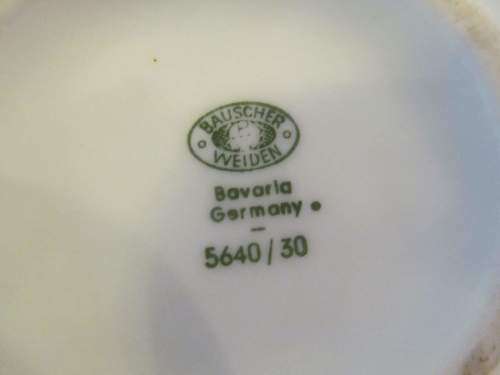 BAUSCHER
WEIDEN
Bavaria
Germany
5640/30